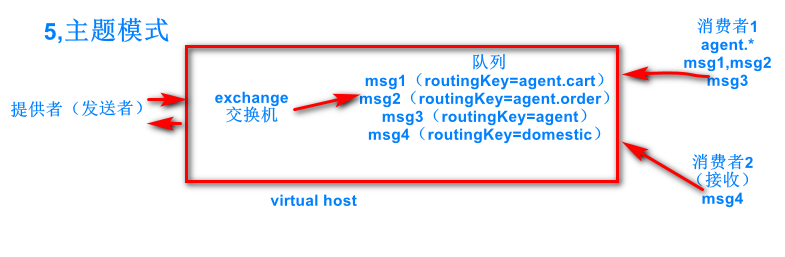 5,主题模式
提供者（发送者）
exchange
交换机
队列
msg1（routingKey=agent.cart）
msg2（routingKey=agent.order）
msg3（routingKey=agent）
msg4（routingKey=domestic）
virtual host
消费者1
agent.*
msg1,msg2
msg3
消费者2
（接收）
msg4